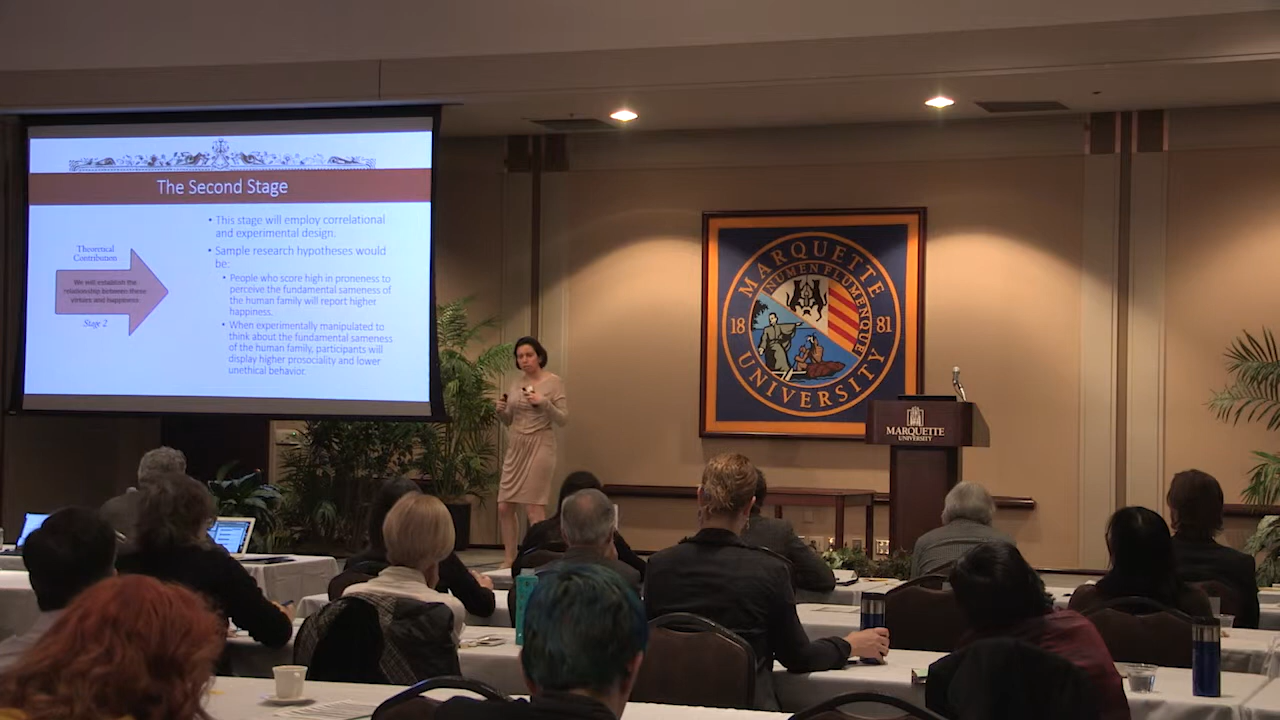 The Second Stage
Theoretical
Contribution
We will establish the
relationship between these
virtues and happiness.
Stage 2
• This stage will employ correlational
and experimental design.
• Sample research hypotheses would
be:
• People who score high in proneness to
perceive the fundamental sameness of
the human family will report higher
happiness.
• When experimentally manipulated to
think about the fundamental sameness
of the human family, participants will
display higher prosociality and lower
unethical behavior.
MARQUETTE
UNIVERSITY
NUMEN FLUMENQUE
18 81
MARQUETTE
UNIVERSITY